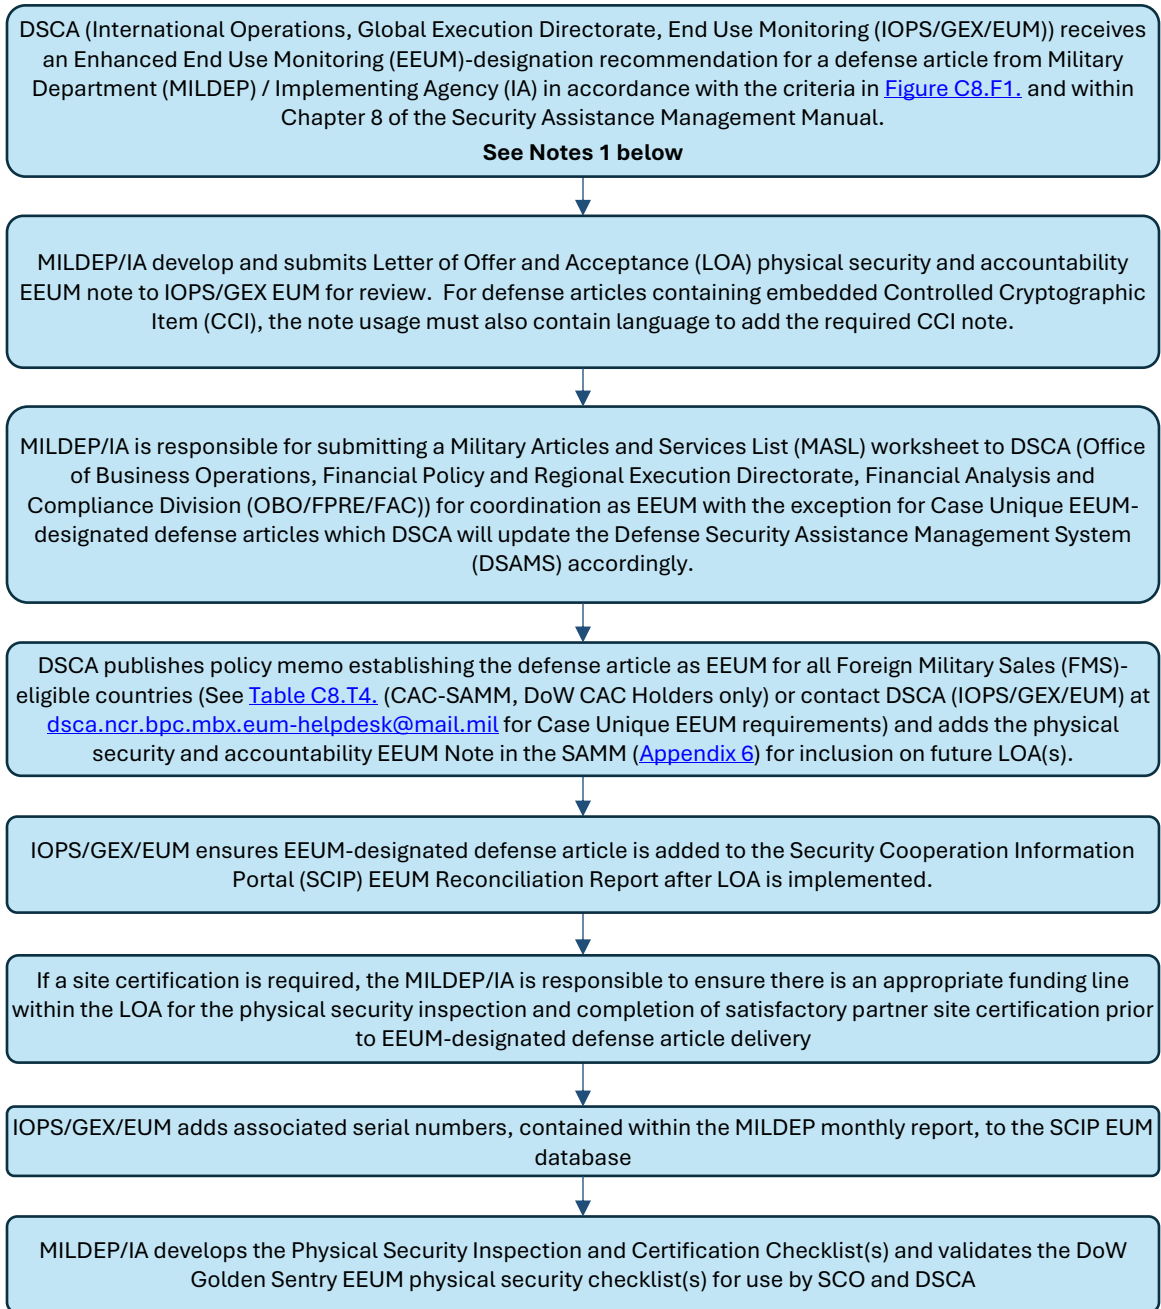 DSCA (International Operations, Global Execution Directorate, End Use Monitoring (IOPS/GEX/EUM)) receives
an Enhanced End Use Monitoring (EEUM)-designation recommendation for a defense article from Military
Department (MILDEP) / Implementing Agency (IA) in accordance with the criteria in Figure C8.F1. and within
Chapter 8 of the Security Assistance Management Manual.
See Notes 1 below
MILDEP/IA develop and submits Letter of Offer and Acceptance (LOA) physical security and accountability
EEUM note to IOPS/GEX EUM for review.  For defense articles containing embedded Controlled Cryptographic
Item (CCI), the note usage must also contain language to add the required CCI note.
MILDEP/IA is responsible for submitting a Military Articles and Services List (MASL) worksheet to DSCA (Office
of Business Operations, Financial Policy and Regional Execution Directorate, Financial Analysis and
Compliance Division (OBO/FPRE/FAC)) for coordination as EEUM with the exception for Case Unique EEUM-
designated defense articles which DSCA will update the Defense Security Assistance Management System
(DSAMS) accordingly.
DSCA publishes policy memo establishing the defense article as EEUM for all Foreign Military Sales (FMS)-
eligible countries (See Table C8.T4. (CAC-SAMM, DoW CAC Holders only) or contact DSCA (IOPS/GEX/EUM) at
dsca.ncr.bpc.mbx.eum-helpdesk@mail.mil for Case Unique EEUM requirements) and adds the physical
security and accountability EEUM Note in the SAMM (Appendix 6) for inclusion on future LOA(s).
IOPS/GEX/EUM ensures EEUM-designated defense article is added to the Security Cooperation Information
Portal (SCIP) EEUM Reconciliation Report after LOA is implemented.
If a site certification is required, the MILDEP/IA is responsible to ensure there is an appropriate funding line
within the LOA for the physical security inspection and completion of satisfactory partner site certification prior
to EEUM-designated defense article delivery
IOPS/GEX/EUM adds associated serial numbers, contained within the MILDEP monthly report, to the SCIP EUM
database
MILDEP/IA develops the Physical Security Inspection and Certification Checklist(s) and validates the DoW
Golden Sentry EEUM physical security checklist(s) for use by SCO and DSCA